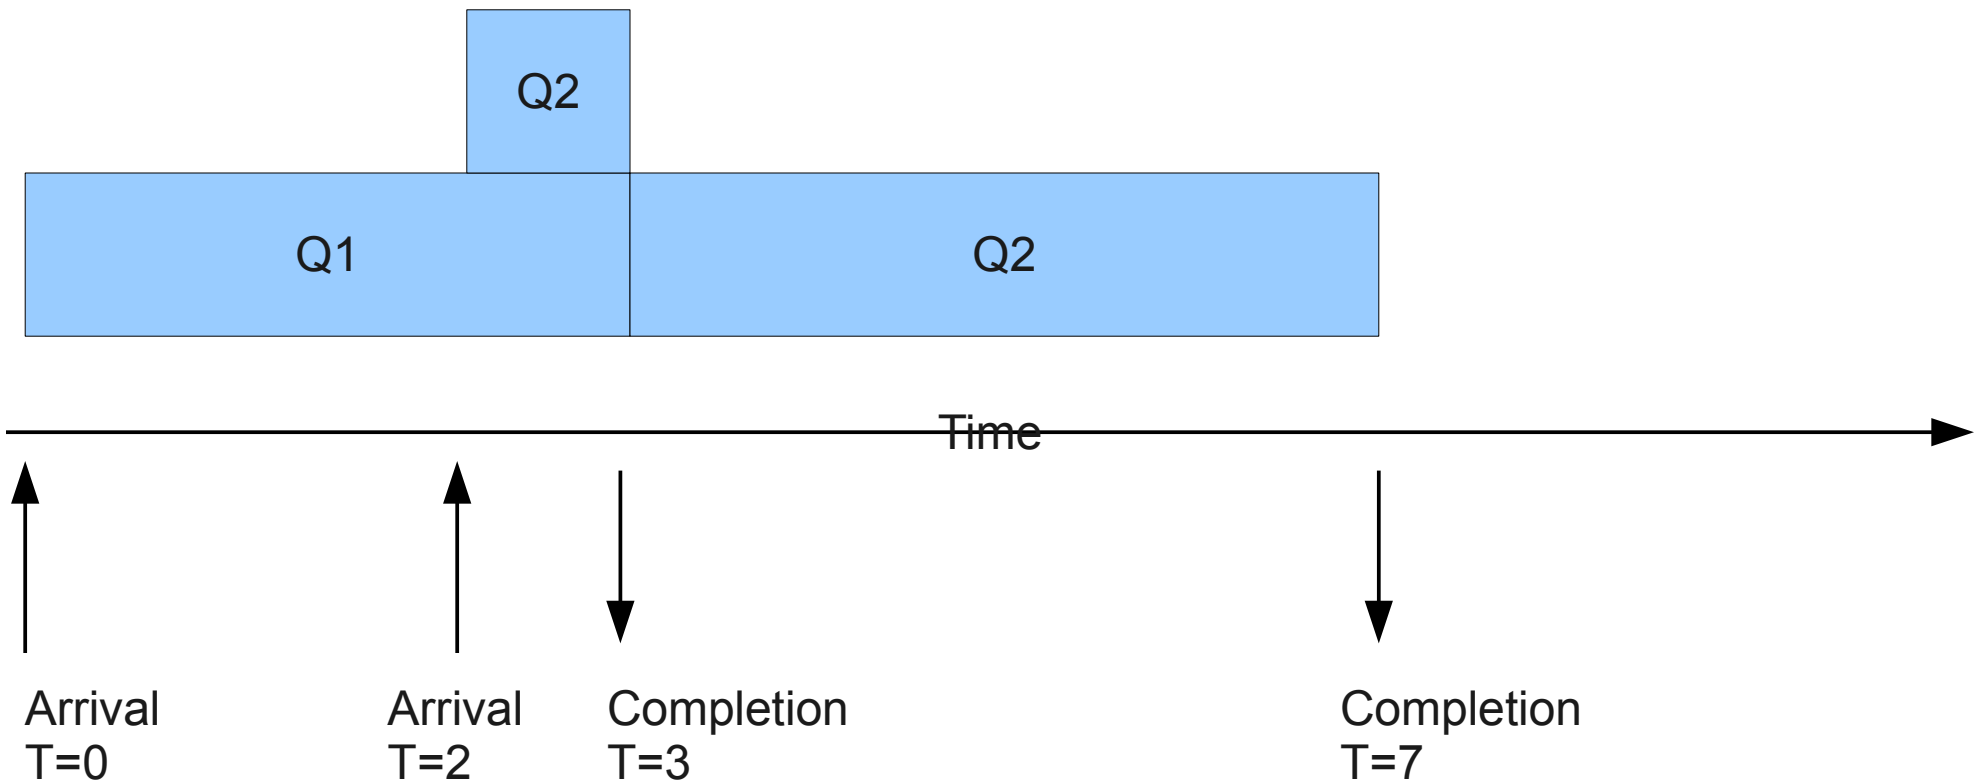 Q2
Q1
Q2
Time
Arrival
T=0
Arrival
T=2
Completion
T=3
Completion
T=7